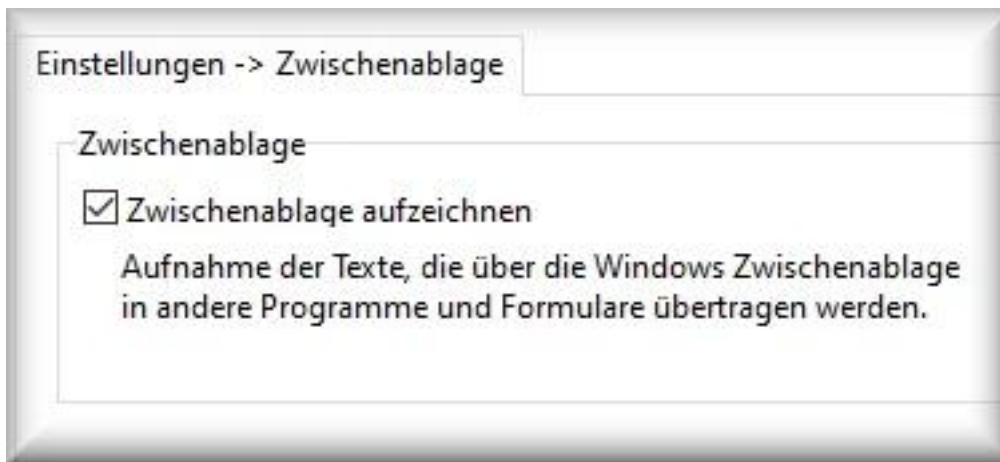 Einstellungen -> Zwischenablage
Zwischenablage
Zwischenablage aufzeichnen
Aufnahme der Texte, die über die Windows Zwischenablage
in andere Programme und Formulare übertragen werden.